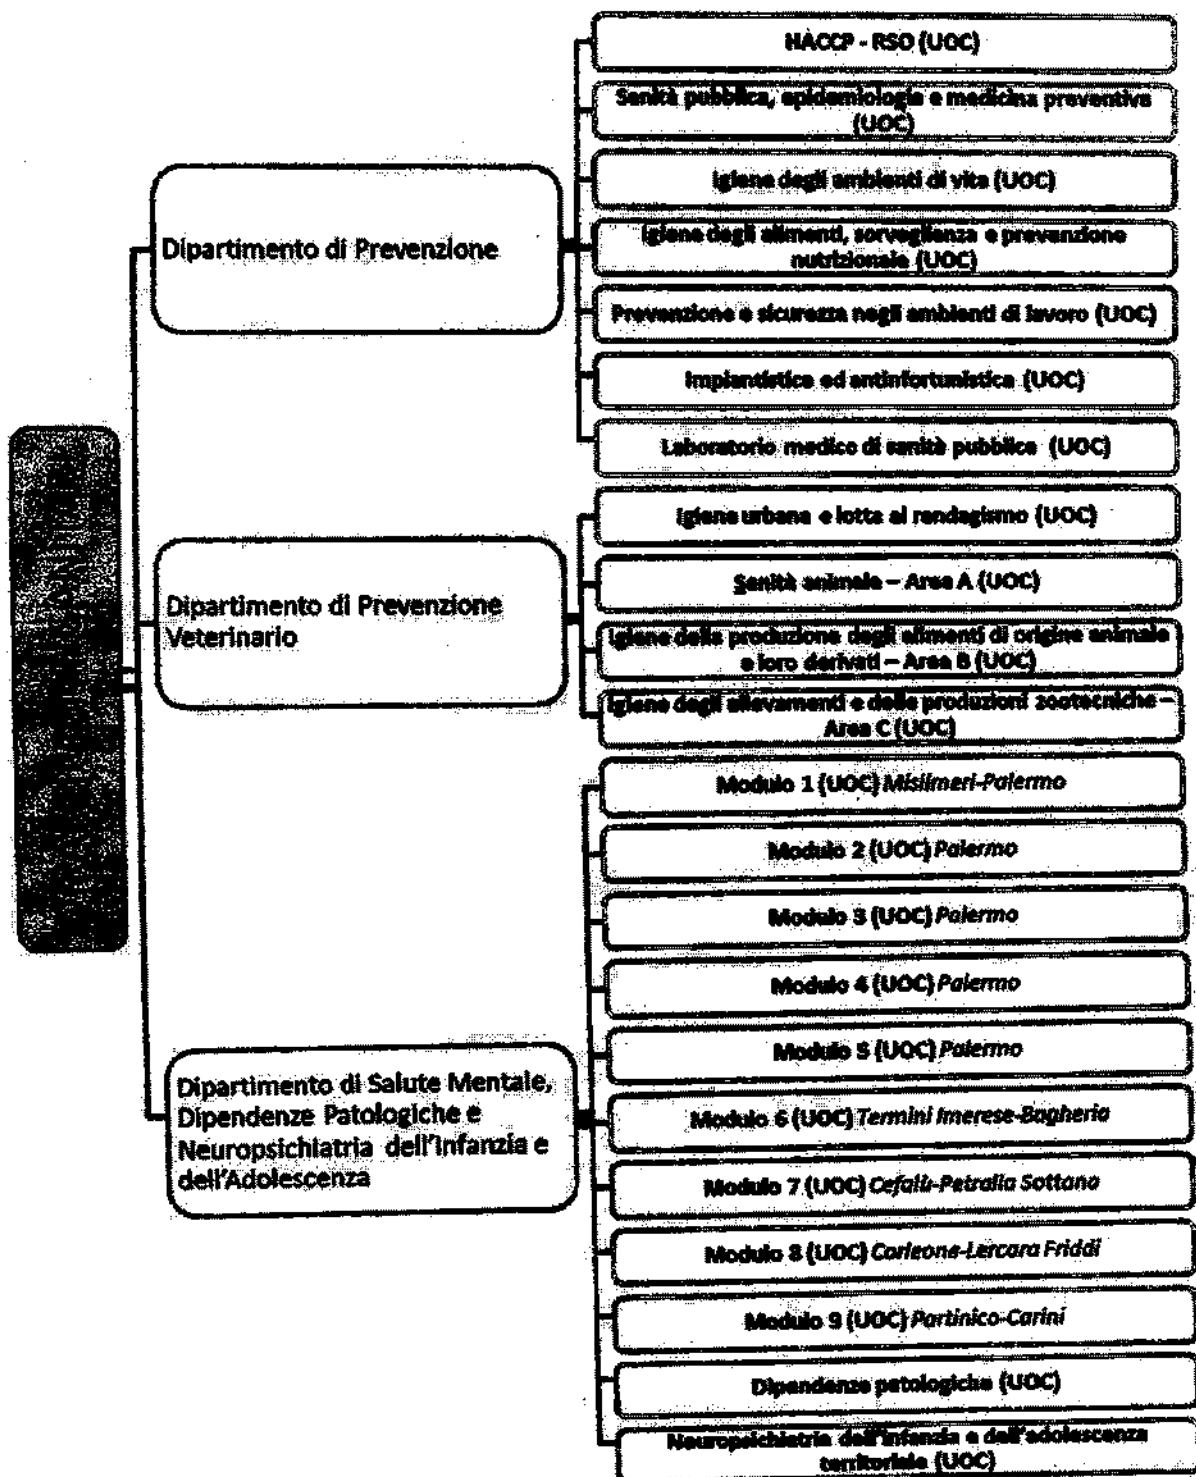 HACCP - RSO (UOC)
Sanità pubblica, epidemiologia e medicina preventiva
(UOC)
Igiene degli ambienti di vita (UOC)
Dipartimento di Prevenzione
Igiene degli alimenti, sorveglianza e prevenzione
nutrizionale (UOC)
Prevenzione e sicurezza negli ambienti di lavoro (UOC)
Impiantistica ed antinfortunistica (UOC)
Laboratorio medico di sanità pubblica (UOC)
Dipartimento di Prevenzione
Veterinario
Igiene urbana e lotta al randagismo (UOC)
Sanità animale – Area A (UOC)
Igiene della produzione degli alimenti di origine animale
e loro derivati – Area B (UOC)
Igiene degli allevamenti e delle produzioni zootecniche –
Area C (UOC)
Dipartimento di Salute Mentale,
Dipendenze Patologiche e
Neuropsichiatria dell'Infanzia e
dell'Adolescenza
Modulo 1 (UOC) Misilmeri-Palermo
Modulo 2 (UOC) Palermo
Modulo 3 (UOC) Palermo
Modulo 4 (UOC) Palermo
Modulo 5 (UOC) Palermo
Modulo 6 (UOC) Termini Imerese-Bagheria
Modulo 7 (UOC) Cefalù-Petralia Sottana
Modulo 8 (UOC) Corleone-Lercara Friddi
Modulo 9 (UOC) Partinico-Carini
Dipendenze patologiche (UOC)
Neuropsichiatria dell'infanzia e dell'adolescenza
territoriale (UOC)